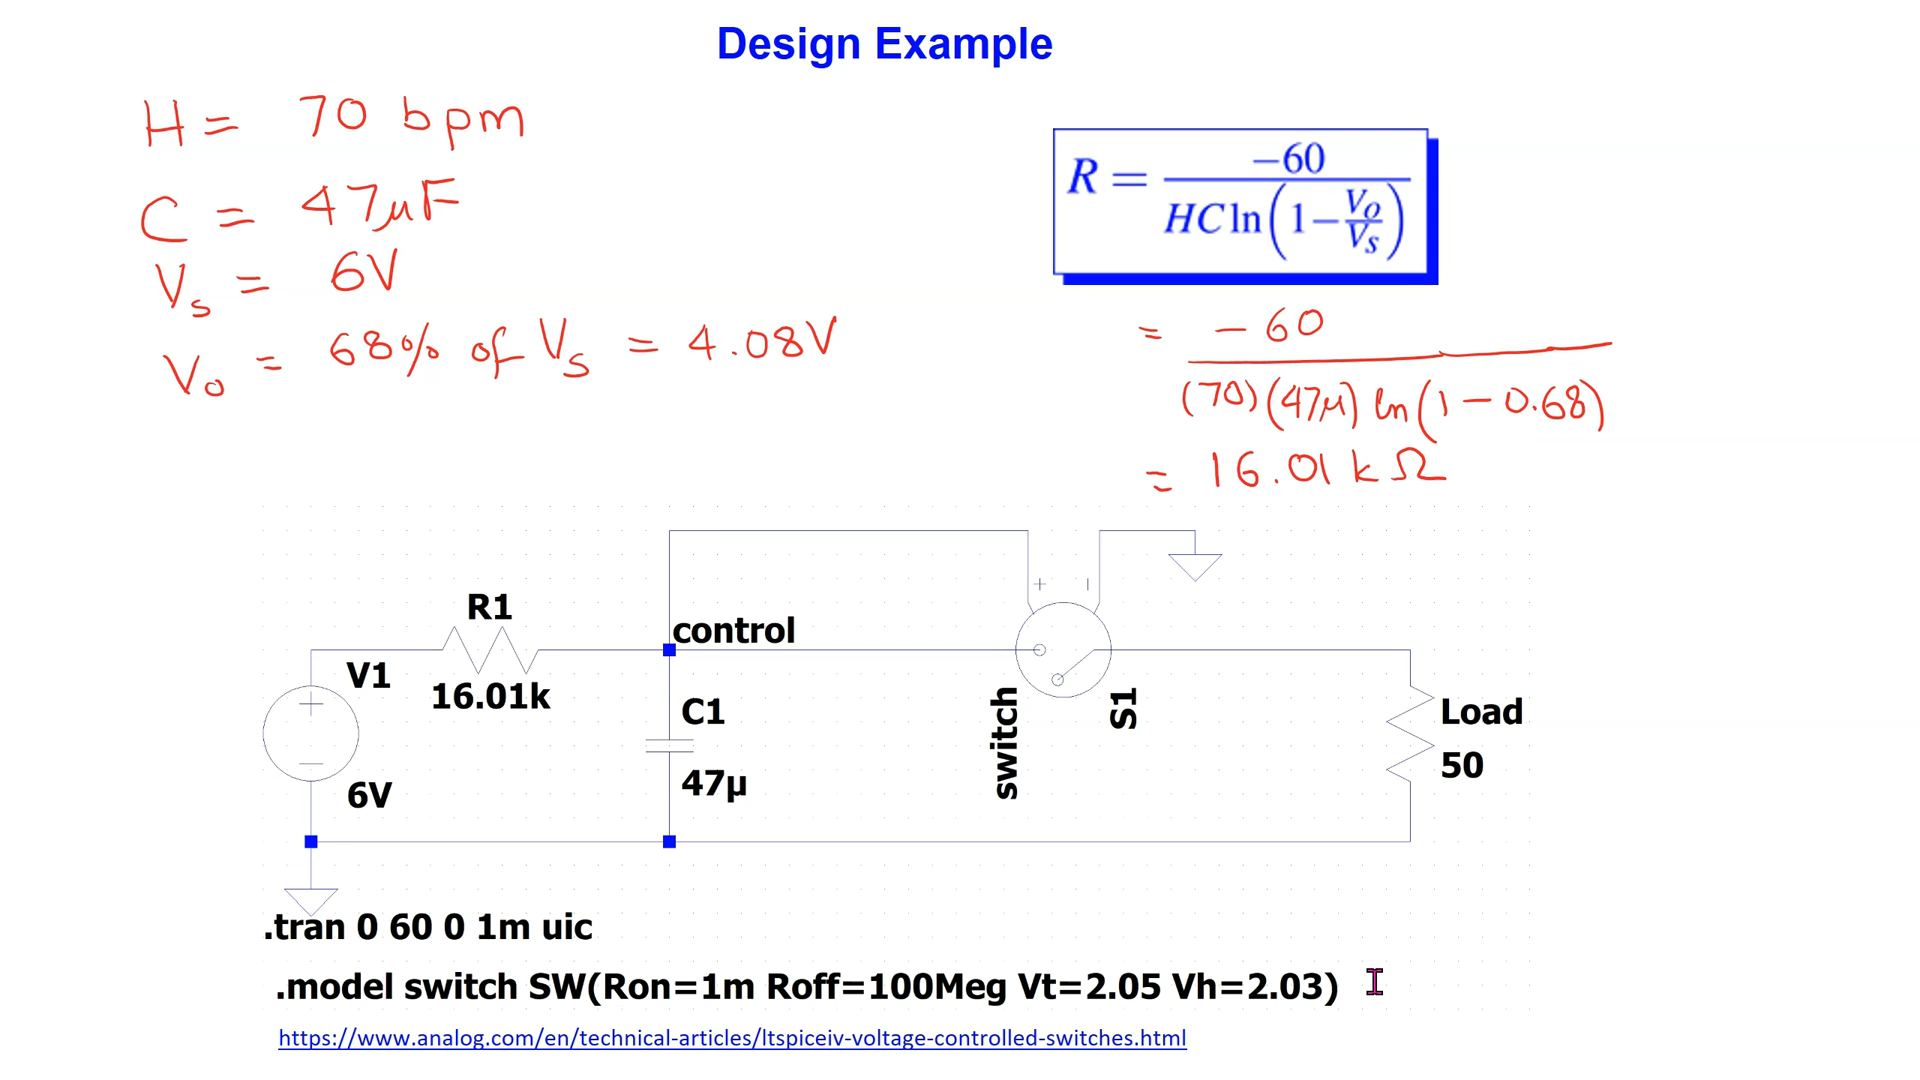 Design Example
H = 70 bpm
C = 47μF
Vs = 6V
Vo = 68% of Vs = 4.08V
R = −60 / HC ln(1 − Vo/Vs)
= −60 / (70)(47μ) ln(1 − 0.68)
= 16.01 kΩ
R1
16.01k
V1
6V
control
C1
47µ
switch
S1
Load
50
.tran 0 60 0 1m uic
.model switch SW(Ron=1m Roff=100Meg Vt=2.05 Vh=2.03)
https://www.analog.com/en/technical-articles/ltspiceiv-voltage-controlled-switches.html